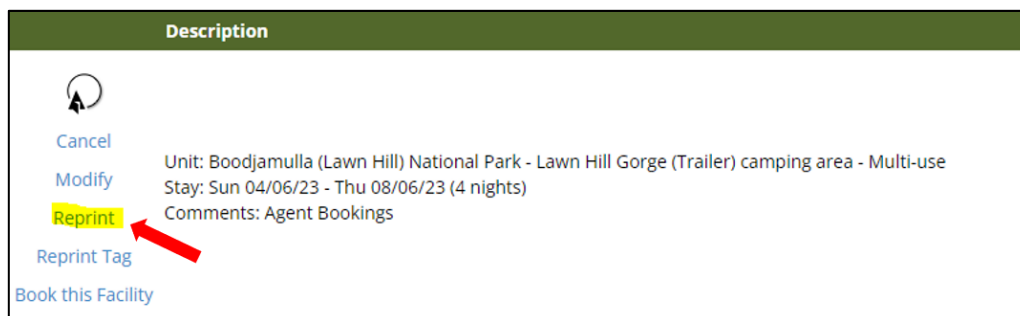 Description
Cancel
Modify
Reprint
Reprint Tag
Book this Facility
Unit: Boodjamulla (Lawn Hill) National Park - Lawn Hill Gorge (Trailer) camping area - Multi-use
Stay: Sun 04/06/23 - Thu 08/06/23 (4 nights)
Comments: Agent Bookings